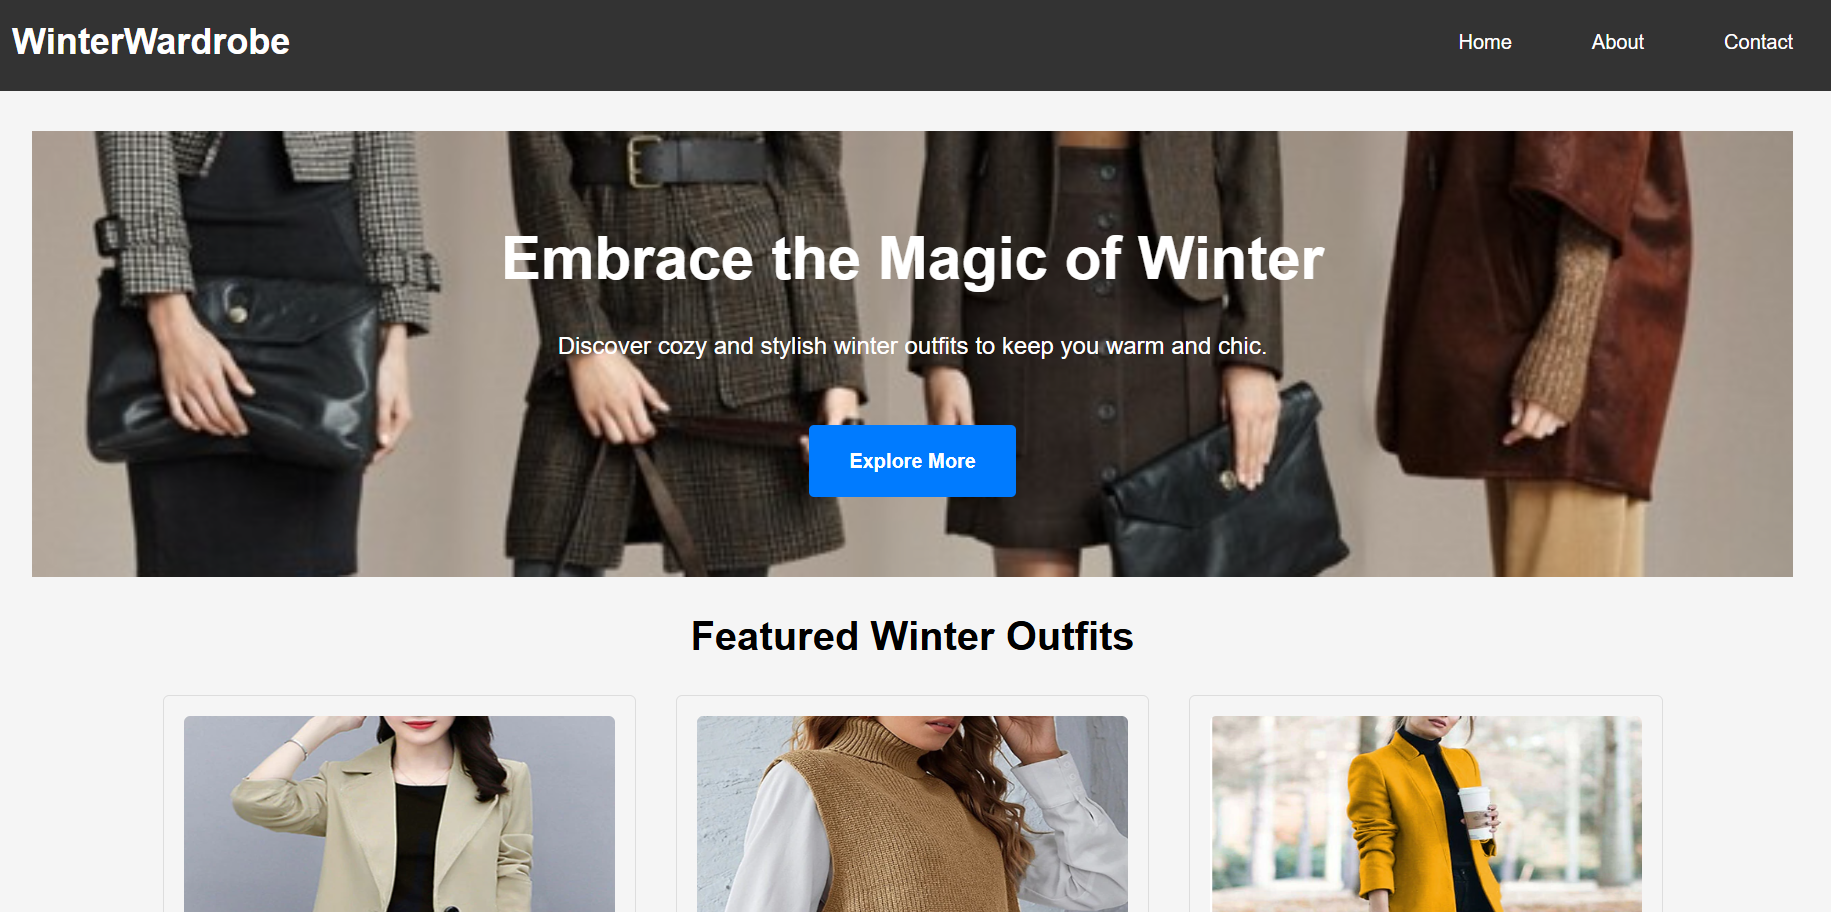 WinterWardrobe
Home About Contact
Embrace the Magic of Winter
Discover cozy and stylish winter outfits to keep you warm and chic.
Explore More
Featured Winter Outfits